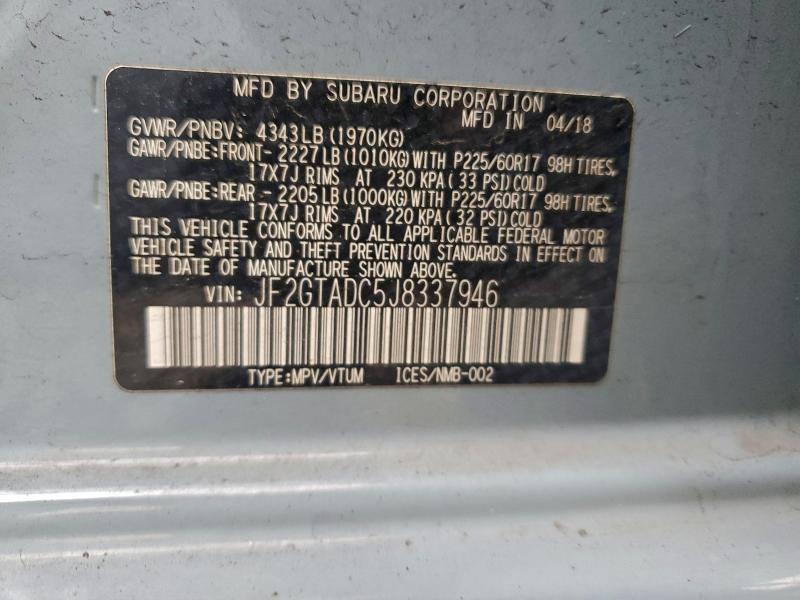 MFD BY SUBARU CORPORATION
MFD IN 04/18
GVWR/PNBV: 4343LB (1970KG)
GAWR/PNBE:FRONT- 2227LB (1010KG) WITH P225/60R17 98H TIRES,
17X7J RIMS AT 230 KPA (33 PSI) COLD
GAWR/PNBE:REAR - 2205LB (1000KG) WITH P225/60R17 98H TIRES,
17X7J RIMS AT 220 KPA (32 PSI) COLD
THIS VEHICLE CONFORMS TO ALL APPLICABLE FEDERAL MOTOR
VEHICLE SAFETY AND THEFT PREVENTION STANDARDS IN EFFECT ON
THE DATE OF MANUFACTURE SHOWN ABOVE.
VIN: JF2GTADC5J8337946
TYPE:MPV/VTUM ICES/NMB-002